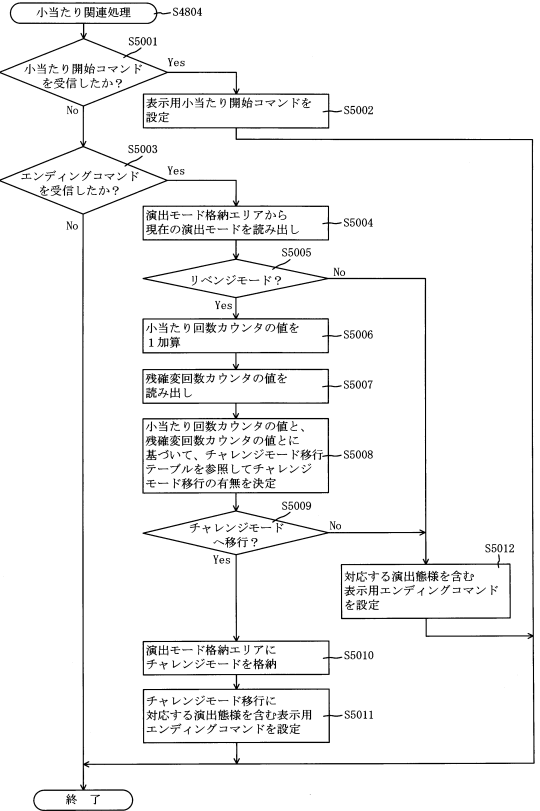 小当たり関連処理
S4804
S5001
小当たり開始コマンド
を受信したか？
Yes
No
表示用小当たり開始コマンドを
設定
S5002
S5003
エンディングコマンド
を受信したか？
Yes
No
演出モード格納エリアから
現在の演出モードを読み出し
S5004
S5005
リベンジモード？
No
Yes
小当たり回数カウンタの値を
１加算
S5006
残確変回数カウンタの値を
読み出し
S5007
小当たり回数カウンタの値と、
残確変回数カウンタの値とに
基づいて、チャレンジモード移行
テーブルを参照してチャレンジ
モード移行の有無を決定
S5008
S5009
チャレンジモード
へ移行？
No
Yes
S5012
対応する演出態様を含む
表示用エンディングコマンド
を設定
演出モード格納エリアに
チャレンジモードを格納
S5010
チャレンジモード移行に
対応する演出態様を含む表示用
エンディングコマンドを設定
S5011
終　了